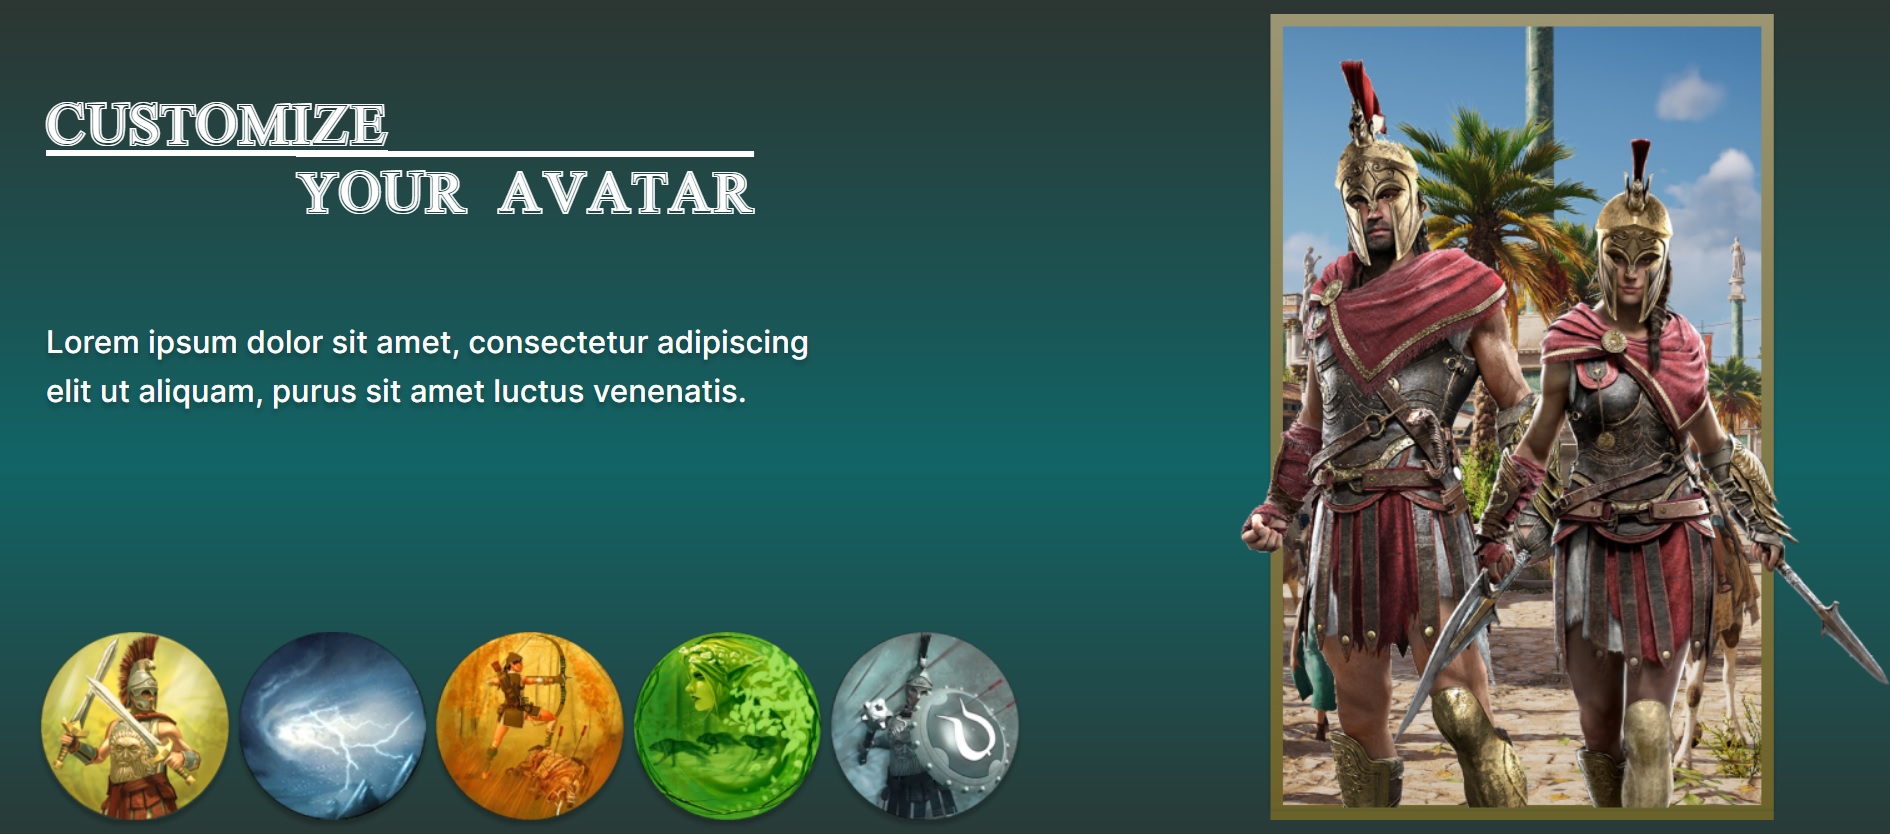 CUSTOMIZE
YOUR AVATAR
Lorem ipsum dolor sit amet, consectetur adipiscing
elit ut aliquam, purus sit amet luctus venenatis.